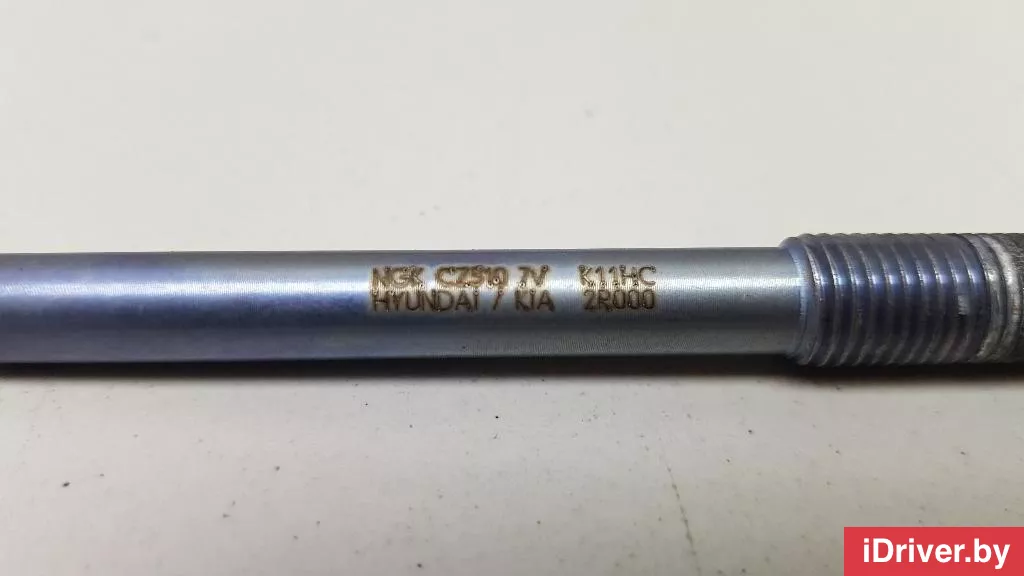 NGK CZ510 7V K11HC
HYUNDAI / KIA 2R000
iDriver.by